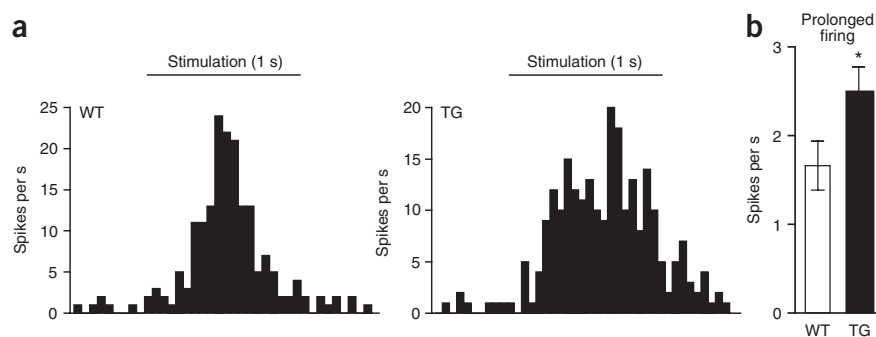 a
Stimulation (1 s)
WT
Spikes per s
25
20
15
10
5
0
Stimulation (1 s)
TG
Spikes per s
20
15
10
5
0
b
Prolonged
firing
*
Spikes per s
3
2
1
0
WT TG